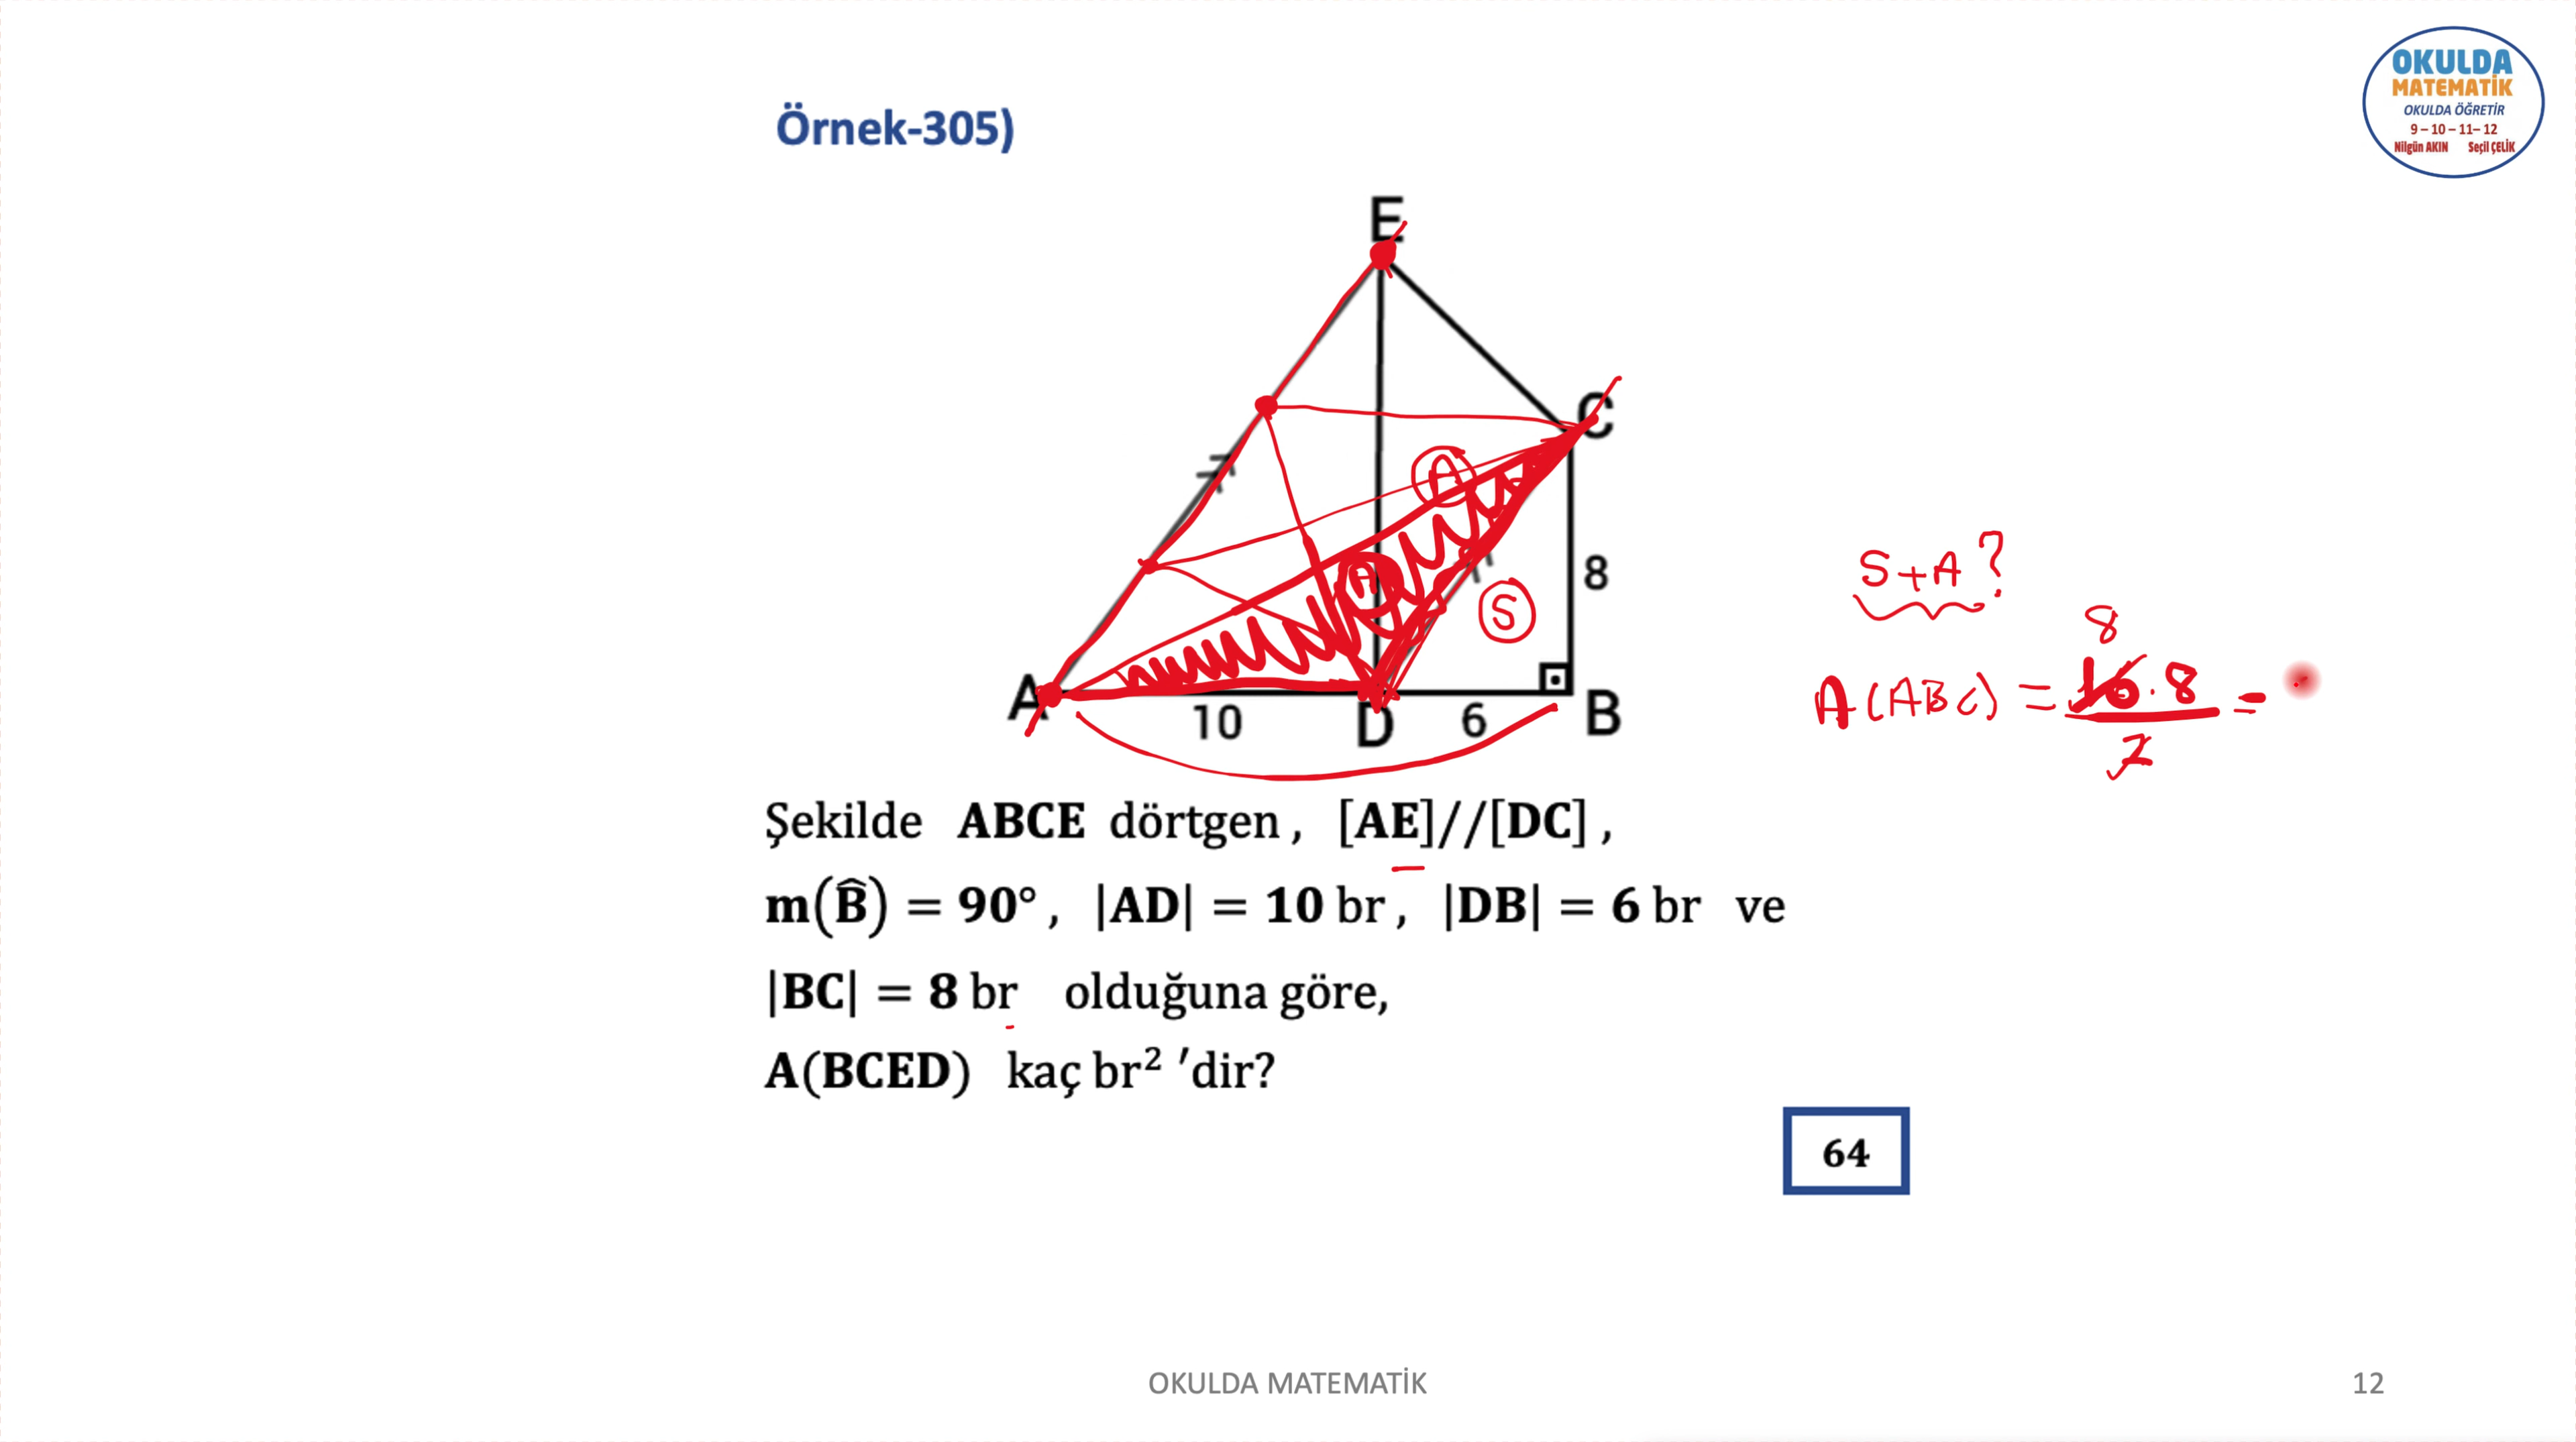 OKULDA
MATEMATİK
OKULDA ÖĞRETİR
9 – 10 – 11– 12
Nilgün AKIN Seçil ÇELİK
Örnek-305)
E
C
A
A
8
S
A
10
D
6
B
S+A?
8
A(ABC) = 16.8 =
2
Şekilde ABCE dörtgen , [AE]//[DC] ,
m(B̂) = 90° , |AD| = 10 br , |DB| = 6 br ve
|BC| = 8 br olduğuna göre,
A(BCED) kaç br² ′dir?
64
OKULDA MATEMATİK
12